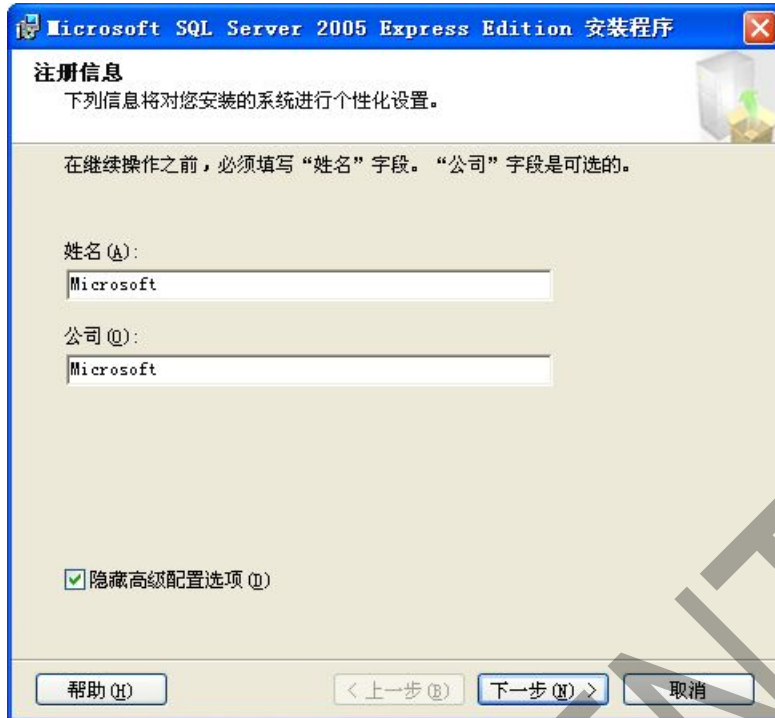 Microsoft SQL Server 2005 Express Edition 安装程序
注册信息
下列信息将对您安装的系统进行个性化设置。
在继续操作之前，必须填写“姓名”字段。“公司”字段是可选的。
姓名(A):
Microsoft
公司(O):
Microsoft
隐藏高级配置选项(D)
帮助(H)
< 上一步(B)
下一步(N) >
取消